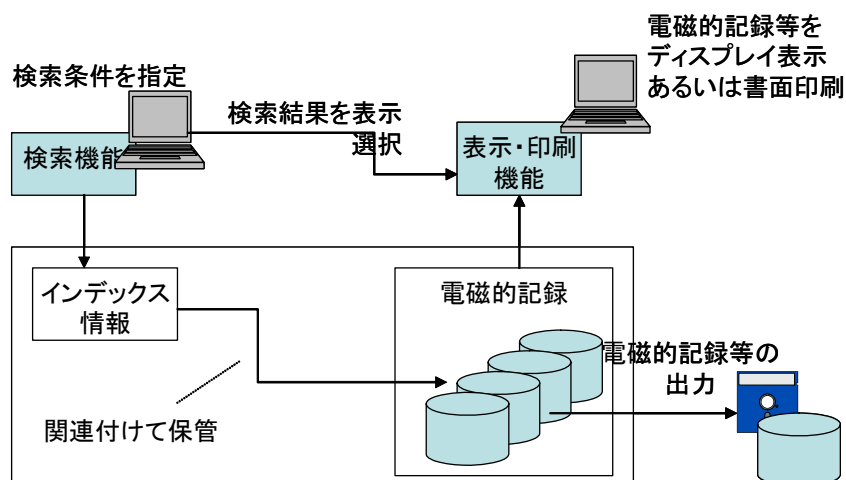 電磁的記録等を
ディスプレイ表示
あるいは書面印刷
検索条件を指定
検索結果を表示
選択
検索機能
表示・印刷
機能
インデックス
情報
電磁的記録
電磁的記録等の
出力
関連付けて保管